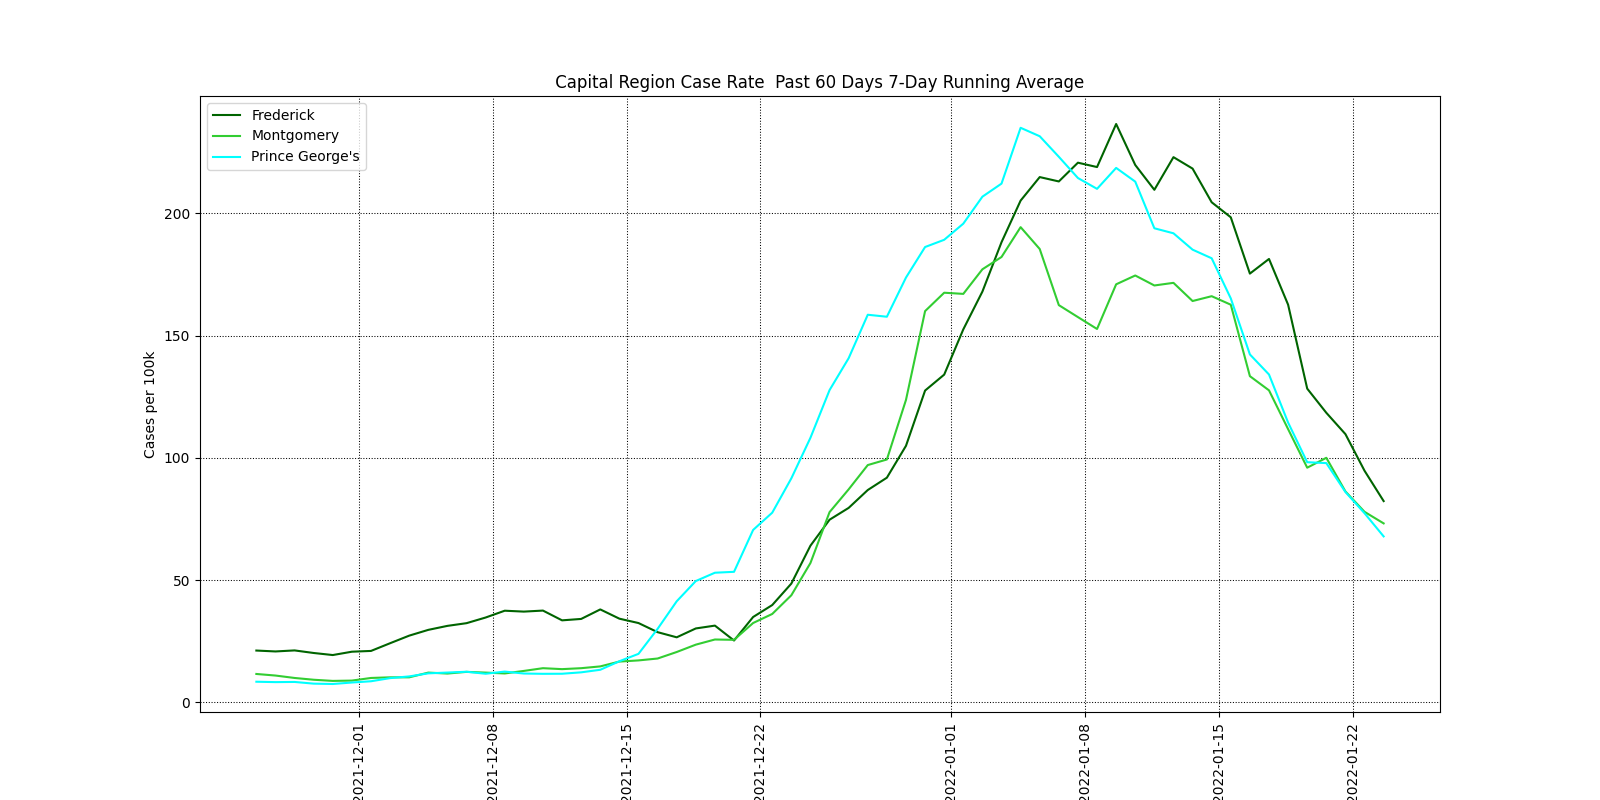 Capital Region Case Rate  Past 60 Days 7-Day Running Average
Frederick
Montgomery
Prince George's
Cases per 100k
200
150
100
50
0
2021-12-01
2021-12-08
2021-12-15
2021-12-22
2022-01-01
2022-01-08
2022-01-15
2022-01-22